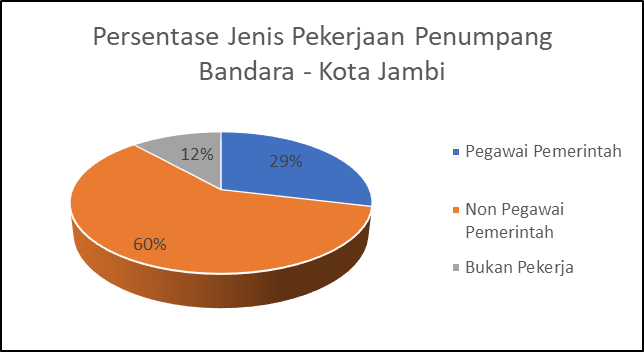 Persentase Jenis Pekerjaan Penumpang
Bandara - Kota Jambi
12%
29%
60%
Pegawai Pemerintah
Non Pegawai
Pemerintah
Bukan Pekerja